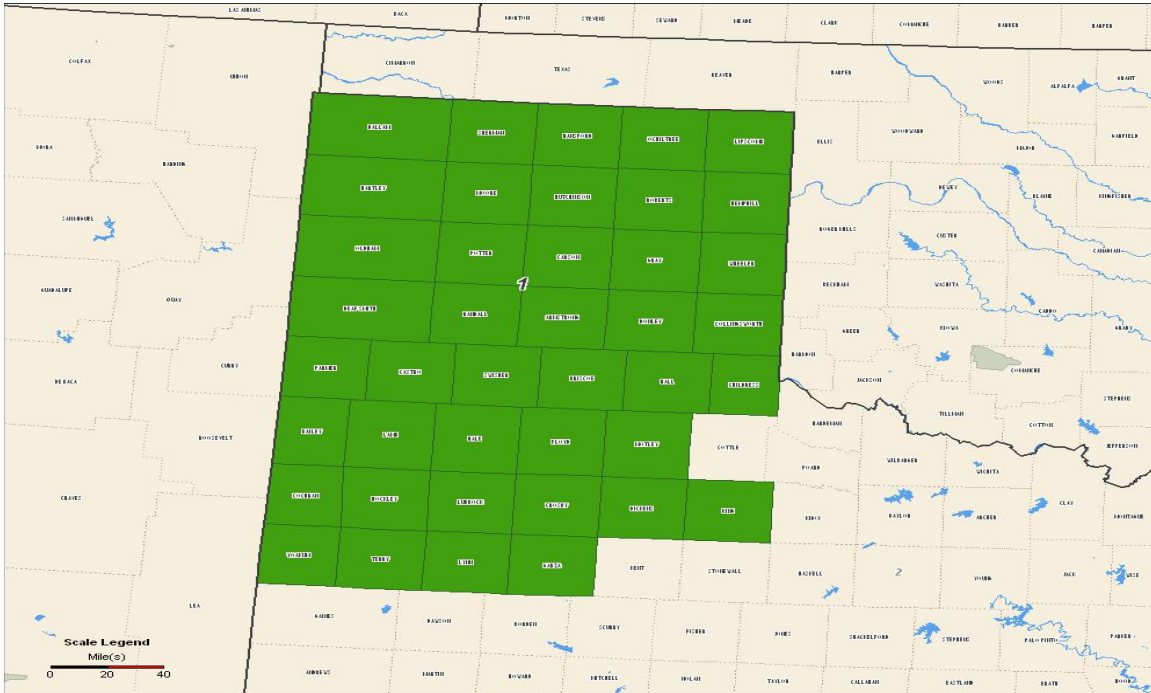 LAS ANIMAS
BACA
MORTON
STEVENS
SEWARD
MEADE
CLARK
COMANCHE
BARBER
HARPER
COLFAX
UNION
CIMARRON
TEXAS
BEAVER
HARPER
WOODS
ALFALFA
GRANT
MORA
HARDING
DALLAM
SHERMAN
HANSFORD
OCHILTREE
LIPSCOMB
ELLIS
WOODWARD
MAJOR
GARFIELD
HARTLEY
MOORE
HUTCHINSON
ROBERTS
HEMPHILL
DEWEY
BLAINE
KINGFISHER
SAN MIGUEL
ROGER MILLS
CUSTER
CANADIAN
OLDHAM
POTTER
CARSON
GRAY
WHEELER
GUADALUPE
QUAY
1
BECKHAM
WASHITA
CADDO
GRADY
DEAF SMITH
RANDALL
ARMSTRONG
DONLEY
COLLINGSWORTH
GREER
KIOWA
HARMON
COMANCHE
DE BACA
CURRY
PARMER
CASTRO
SWISHER
BRISCOE
HALL
CHILDRESS
JACKSON
STEPHENS
TILLMAN
COTTON
JEFFERSON
ROOSEVELT
BAILEY
LAMB
HALE
FLOYD
MOTLEY
COTTLE
HARDEMAN
FOARD
WILBARGER
WICHITA
CHAVES
COCHRAN
HOCKLEY
LUBBOCK
CROSBY
DICKENS
KING
KNOX
BAYLOR
ARCHER
CLAY
MONTAGUE
YOAKUM
TERRY
LYNN
GARZA
KENT
STONEWALL
HASKELL
2
YOUNG
JACK
WISE
LEA
GAINES
DAWSON
BORDEN
SCURRY
FISHER
JONES
SHACKELFORD
STEPHENS
PALO PINTO
PARKER
Scale Legend
Mile(s)
0 20 40
ANDREWS
MARTIN
HOWARD
MITCHELL
NOLAN
TAYLOR
CALLAHAN
EASTLAND
ERATH